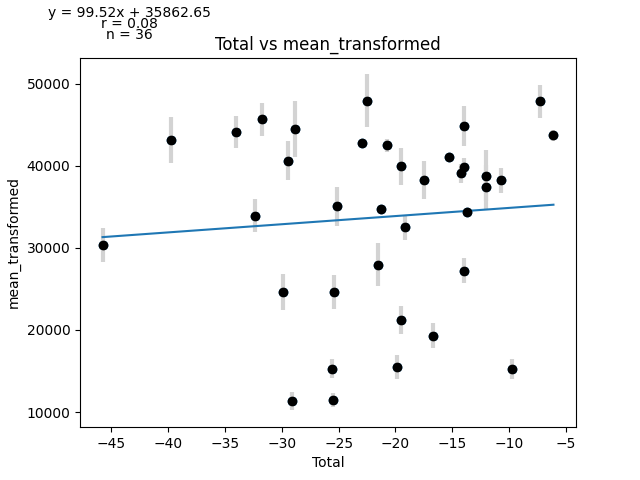 y = 99.52x + 35862.65
r = 0.08
n = 36
Total vs mean_transformed
50000
40000
30000
20000
10000
mean_transformed
−45
−40
−35
−30
−25
−20
−15
−10
−5
Total